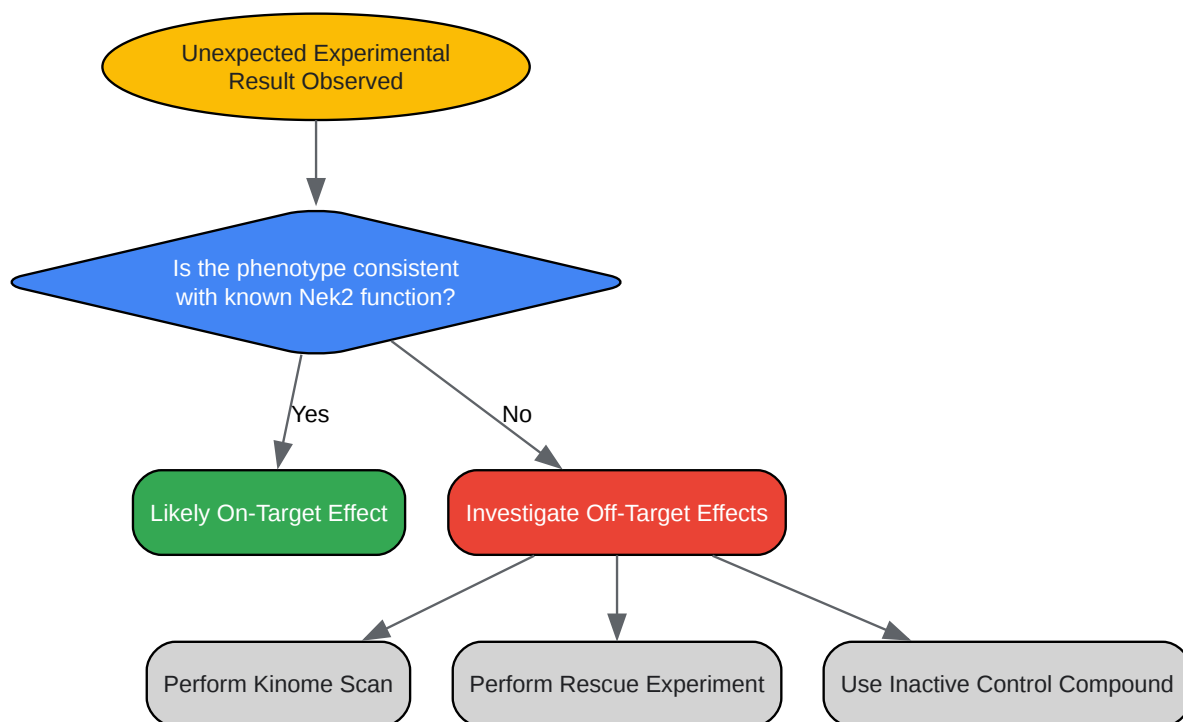 Unexpected Experimental
Result Observed
Is the phenotype consistent
with known Nek2 function?
Yes
No
Likely On-Target Effect
Investigate Off-Target Effects
Perform Kinome Scan
Perform Rescue Experiment
Use Inactive Control Compound